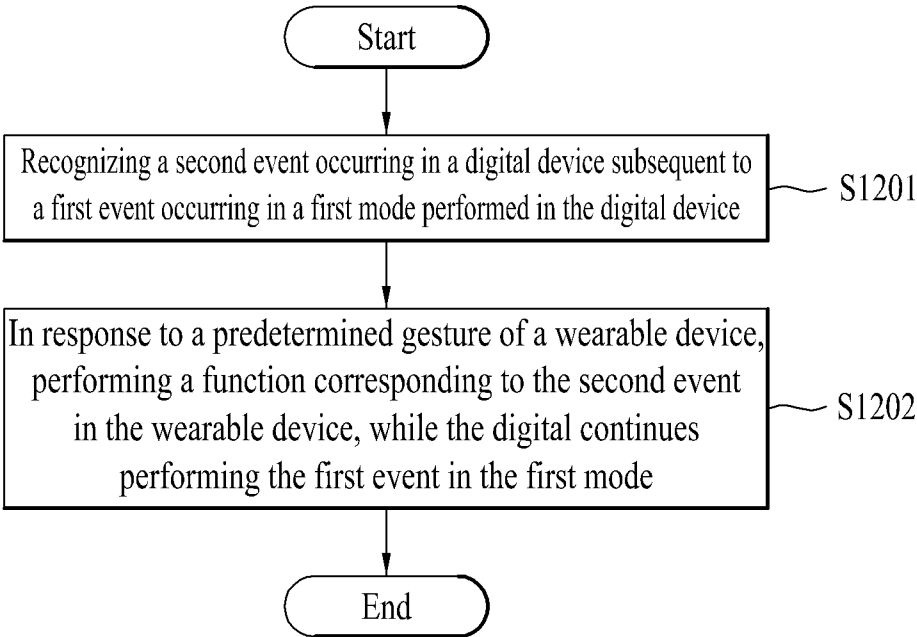 Start
Recognizing a second event occurring in a digital device subsequent to
a first event occurring in a first mode performed in the digital device
S1201
In response to a predetermined gesture of a wearable device,
performing a function corresponding to the second event
in the wearable device, while the digital continues
performing the first event in the first mode
S1202
End